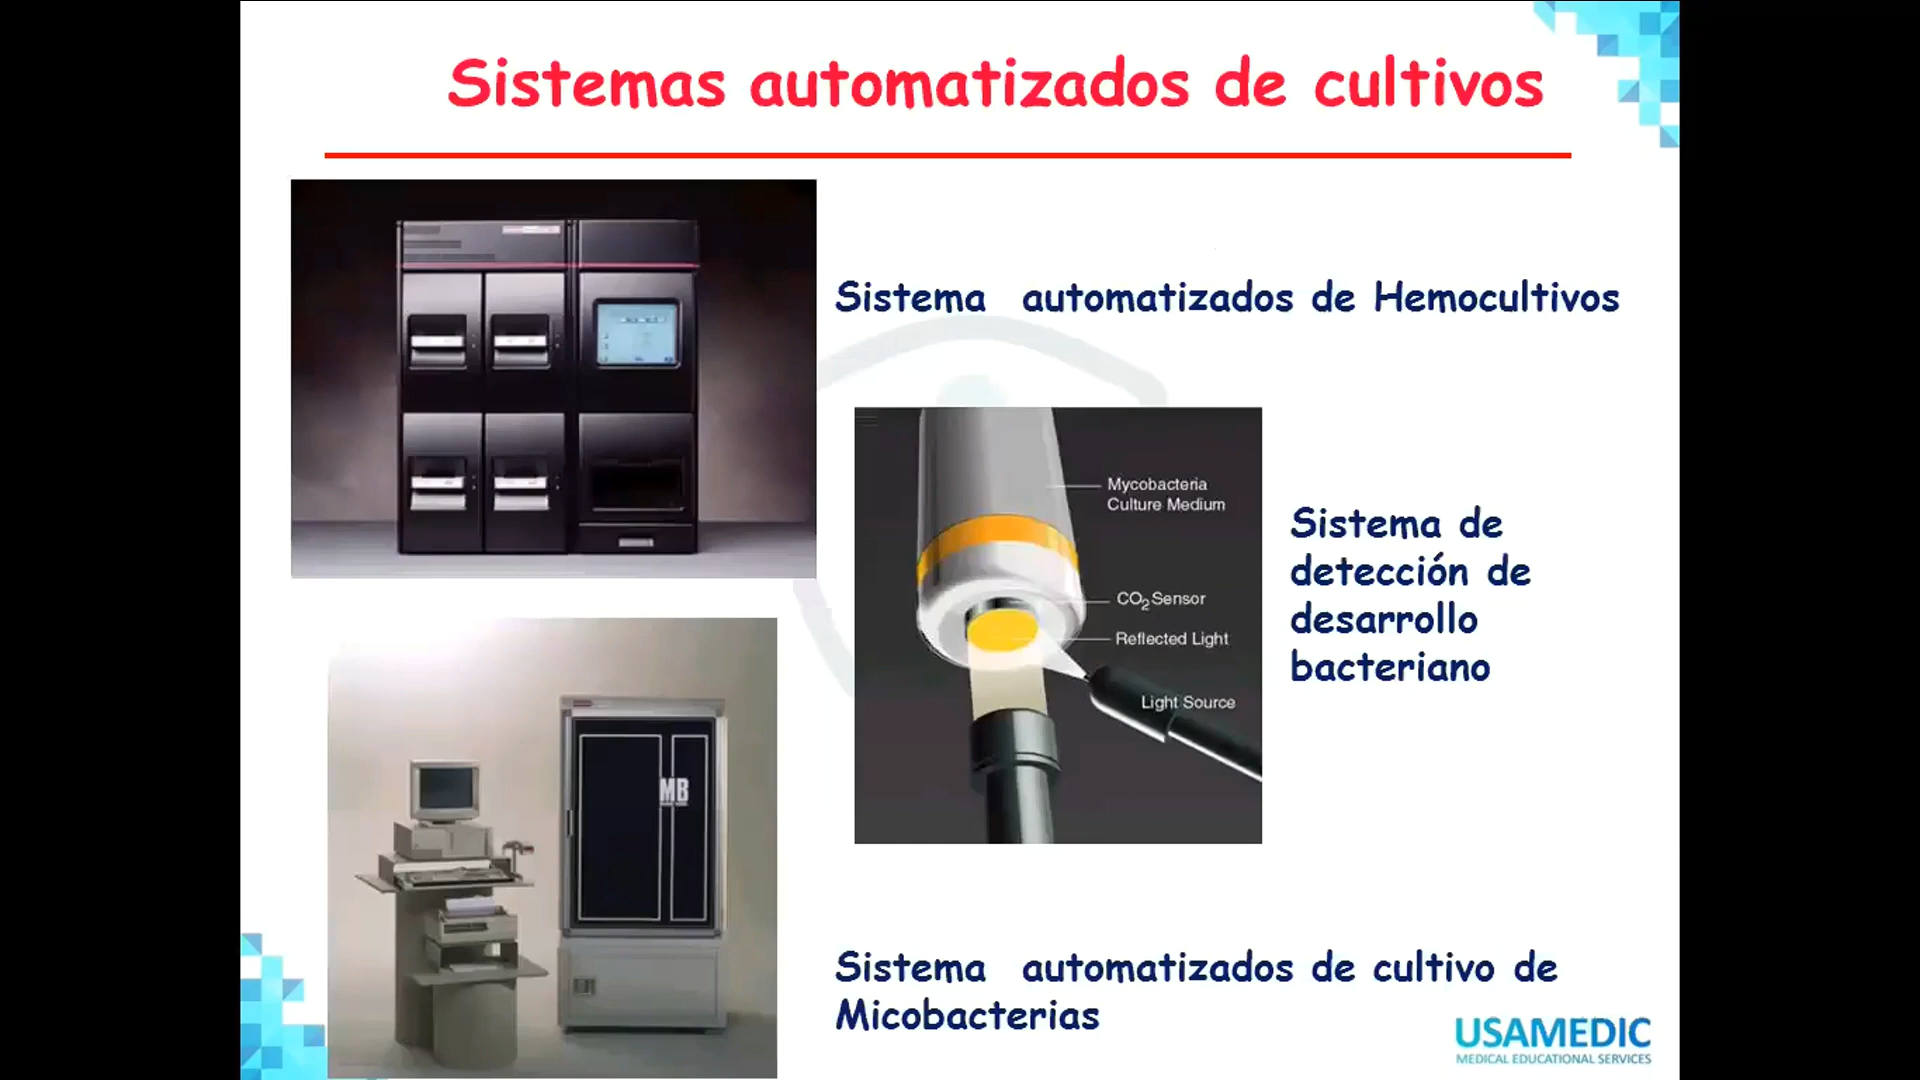 Sistemas automatizados de cultivos
Sistema automatizados de Hemocultivos
Mycobacteria
Culture Medium
CO2 Sensor
Reflected Light
Light Source
Sistema de
detección de
desarrollo
bacteriano
MB
Sistema automatizados de cultivo de
Micobacterias
USAMEDIC
MEDICAL EDUCATIONAL SERVICES